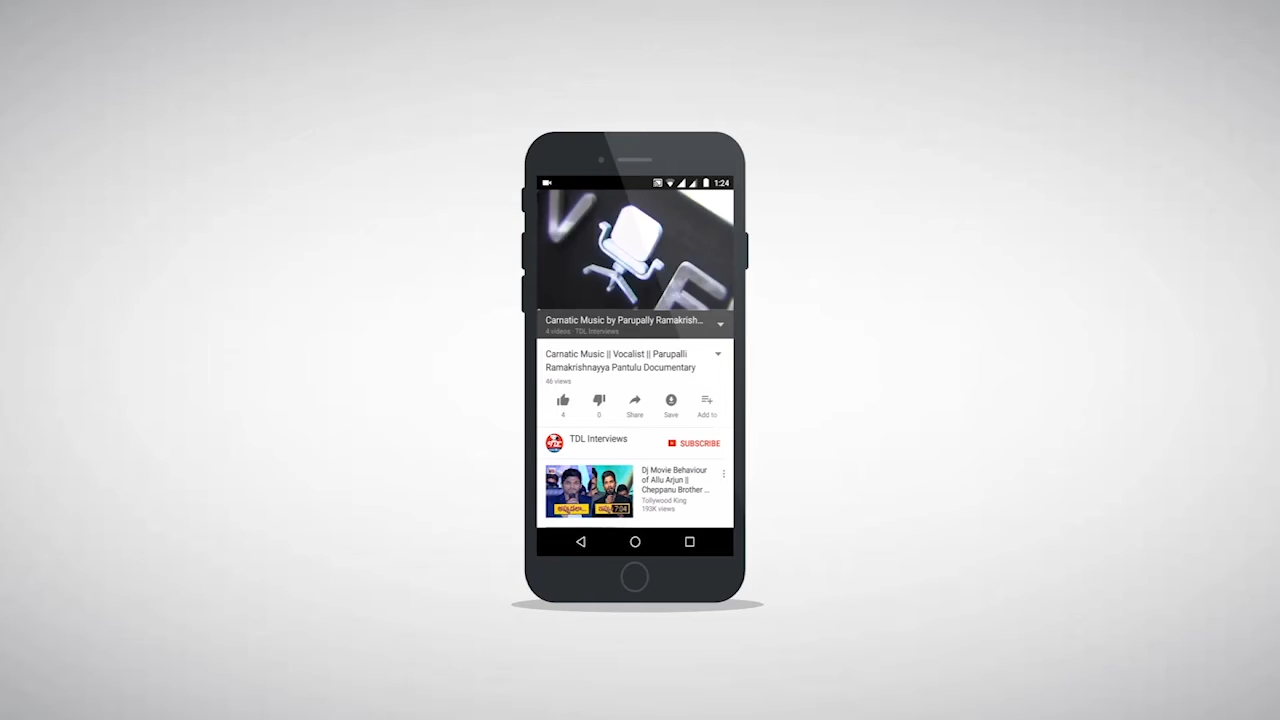 1:24
Carnatic Music by Parupally Ramakrish...
4 videos · TDL Interviews
Carnatic Music || Vocalist || Parupalli
Ramakrishnayya Pantulu Documentary
46 views
4
0
Share
Save
Add to
TDL Interviews
SUBSCRIBE
Dj Movie Behaviour
of Allu Arjun ||
Cheppanu Brother ...
Tollywood King
193K views
7:04